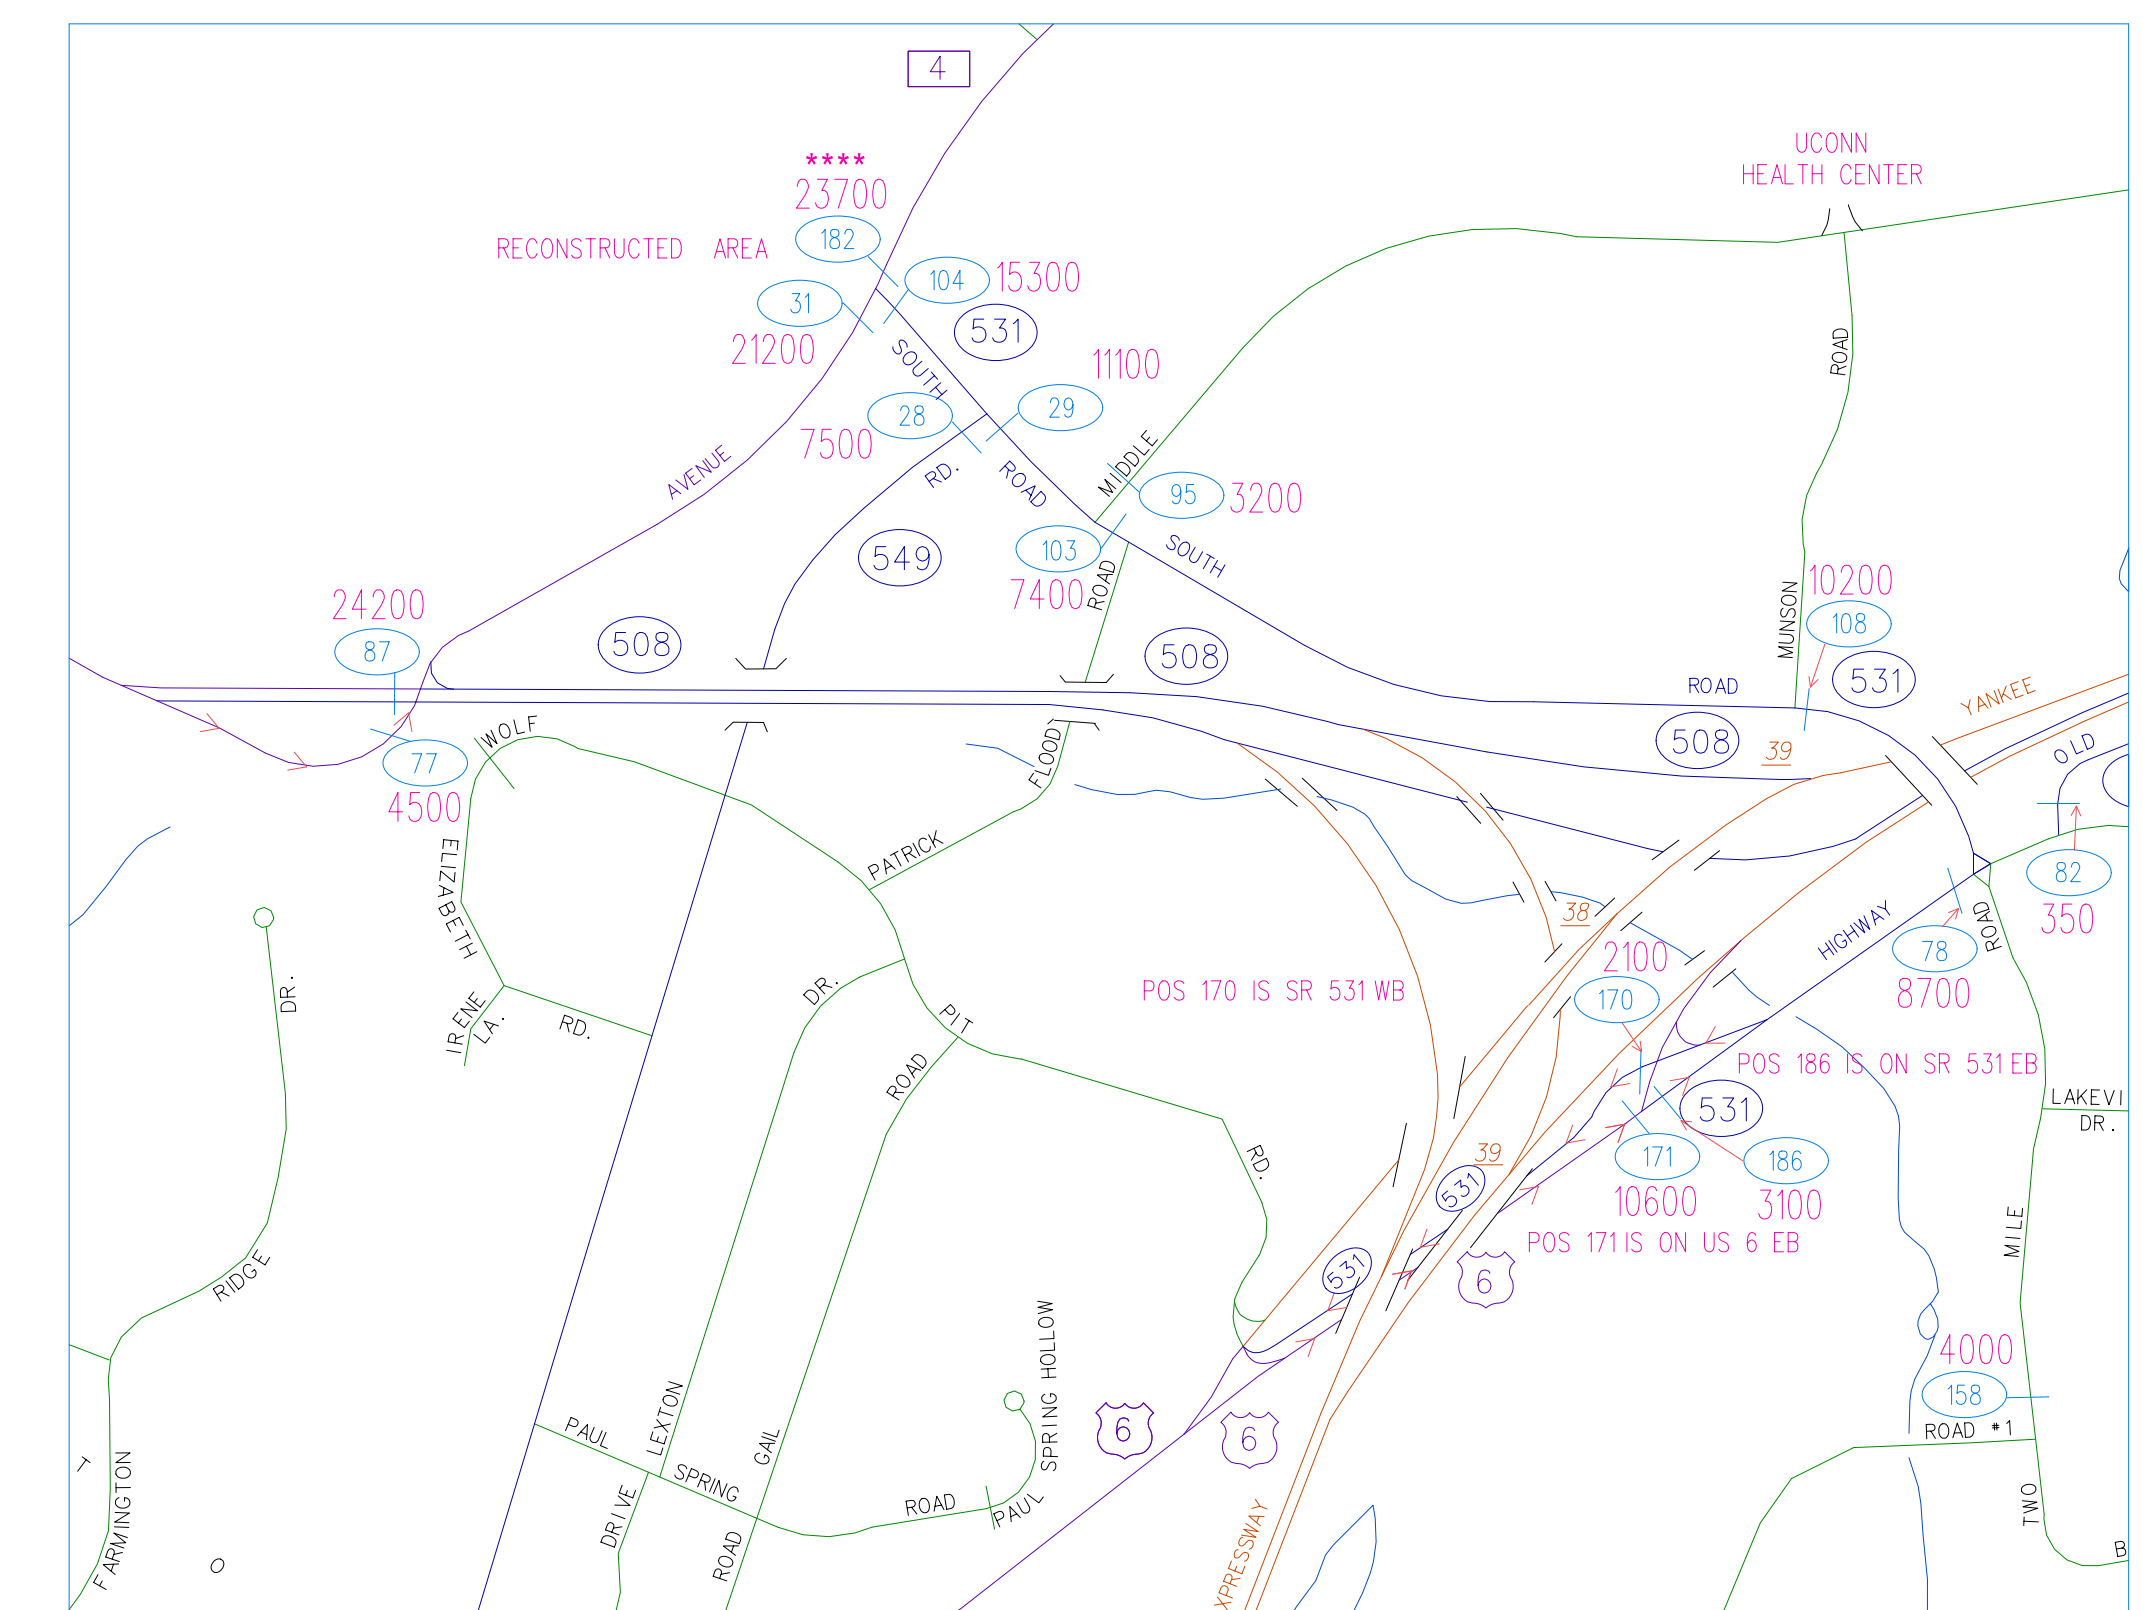 4
UCONN
HEALTH CENTER
****
23700
182
RECONSTRUCTED AREA
104
15300
31
531
21200
SOUTH
11100
ROAD
28
29
7500
AVENUE
RD.
ROAD
MIDDLE
95
3200
549
103
SOUTH
7400
ROAD
10200
24200
MUNSON
108
87
508
508
531
ROAD
YANKEE
WOLF
508
39
OLD
77
FLOOD
4500
ELIZABETH
PATRICK
82
350
38
HIGHWAY
ROAD
2100
78
DR.
DR.
POS 170 IS SR 531 WB
170
8700
IRENE
LA.
RD.
PIT
ROAD
POS 186 IS ON SR 531 EB
531
LAKEVI
DR.
RD.
39
171
186
531
10600
3100
MILE
RIDGE
POS 171 IS ON US 6 EB
531
6
SPRING HOLLOW
4000
158
LEXTON
PAUL
GAIL
6
6
ROAD #1
T
FARMINGTON
SPRING
DRIVE
ROAD
PAUL
TWO
ROAD
XPRESSWAY
O
B